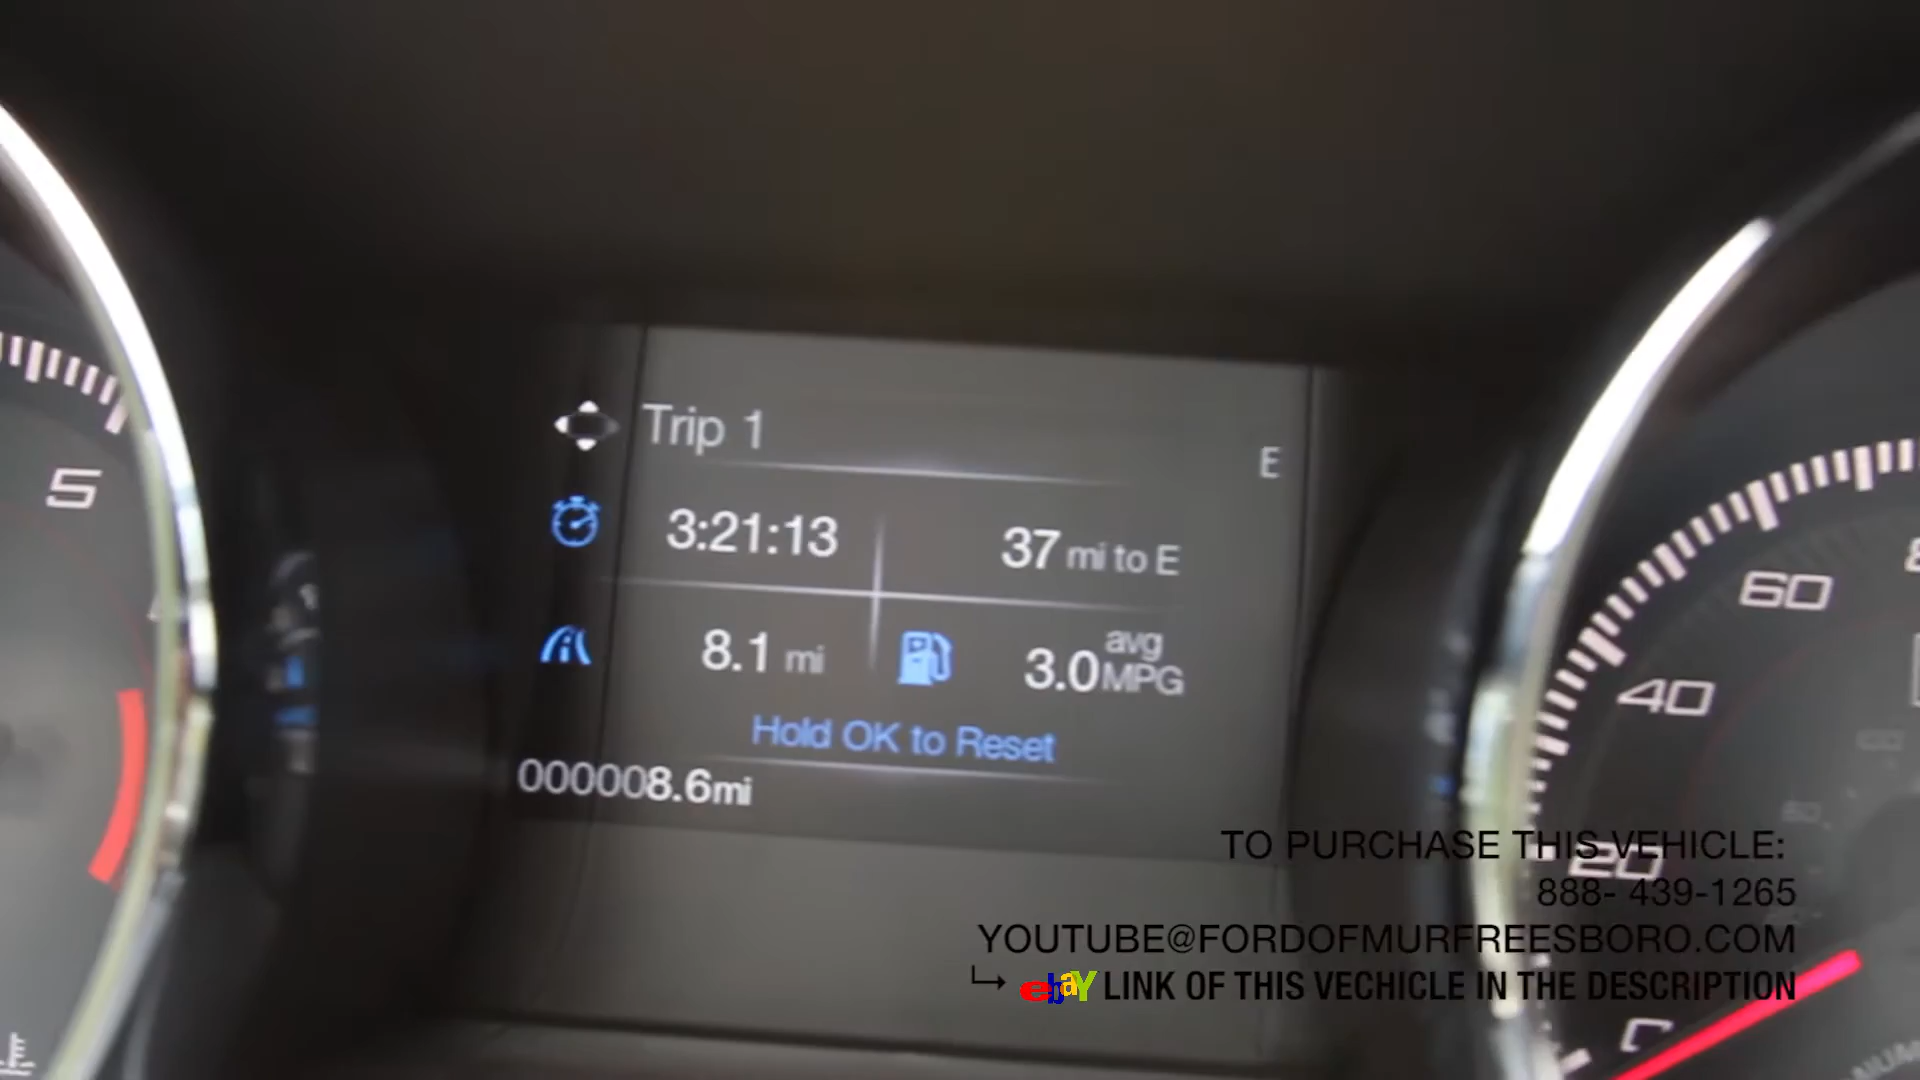 5
Trip 1
E
3:21:13
37 mi to E
8.1 mi
3.0 avg MPG
Hold OK to Reset
000008.6mi
60
40
20
TO PURCHASE THIS VEHICLE:
888- 439-1265
YOUTUBE@FORDOFMURFREESBORO.COM
ebay LINK OF THIS VECHICLE IN THE DESCRIPTION